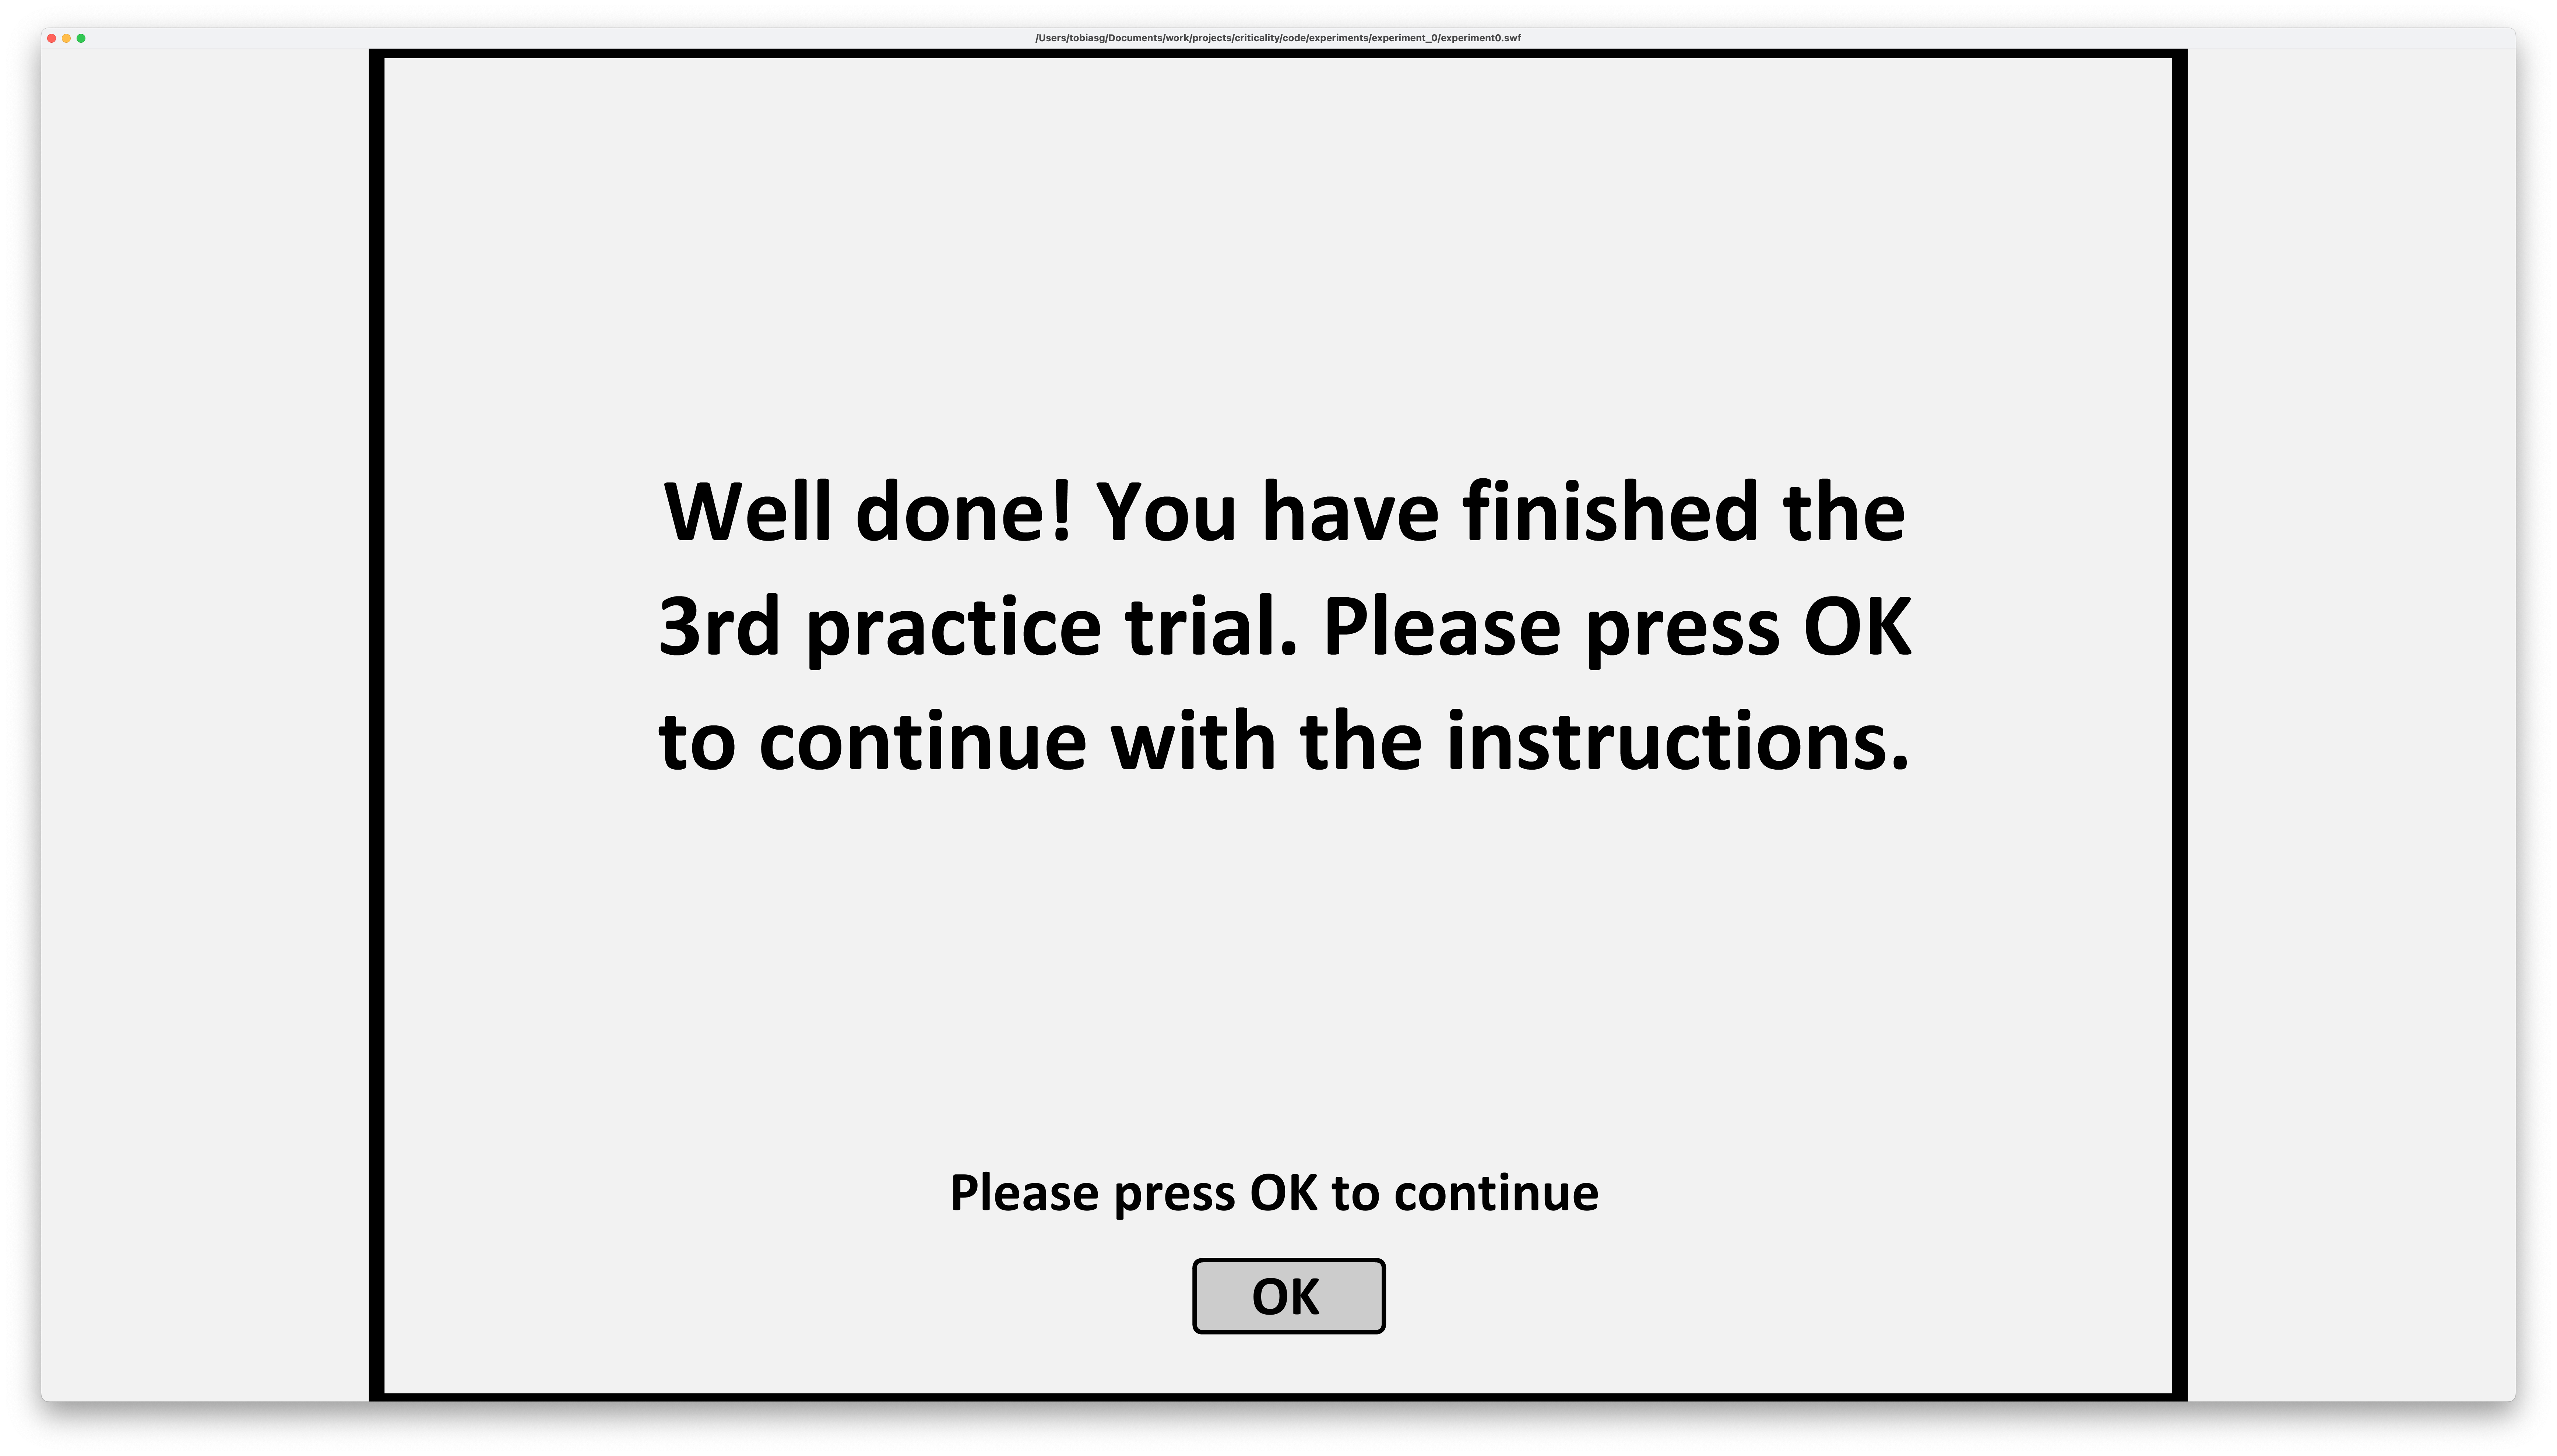 /Users/tobiasg/Documents/work/projects/criticality/code/experiments/experiment_0/experiment0.swf
Well done! You have finished the
3rd practice trial. Please press OK
to continue with the instructions.
Please press OK to continue
OK